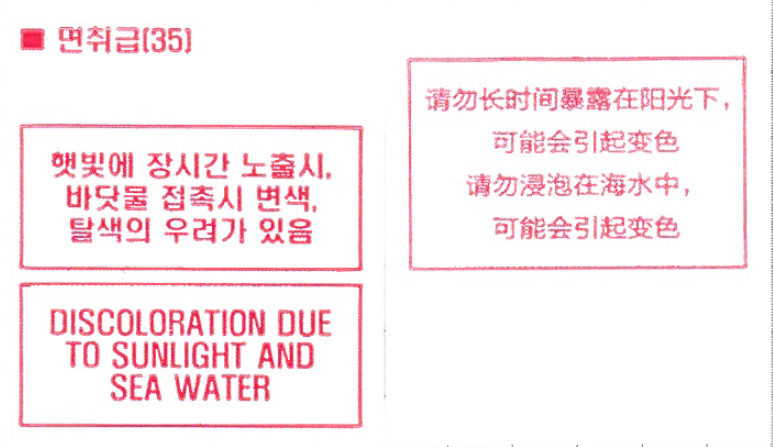 ■ 면취급(35)
햇빛에 장시간 노출시,
바닷물 접촉시 변색,
탈색의 우려가 있음
DISCOLORATION DUE
TO SUNLIGHT AND
SEA WATER
请勿长时间暴露在阳光下，
可能会引起变色
请勿浸泡在海水中，
可能会引起变色